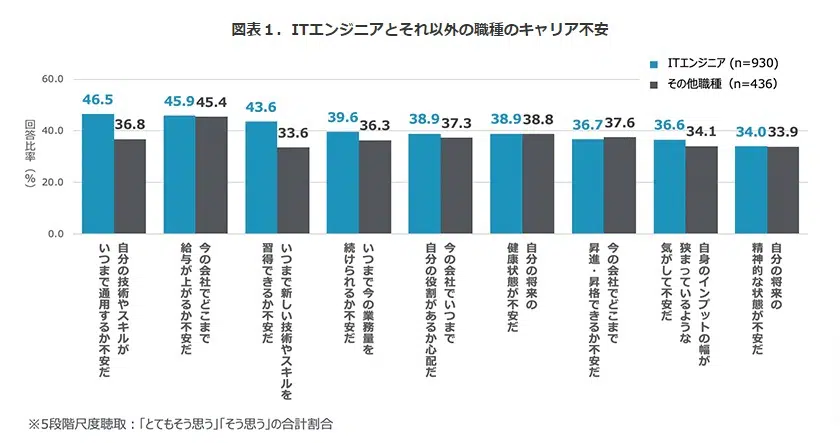 図表１．ITエンジニアとそれ以外の職種のキャリア不安
ITエンジニア (n=930)
その他職種（n=436）
回答比率（%）
60.0
40.0
20.0
0.0
46.5
36.8
45.9
45.4
43.6
33.6
39.6
36.3
38.9
37.3
38.9
38.8
36.7
37.6
36.6
34.1
34.0
33.9
自分の技術やスキルが
いつまで通用するか不安だ
今の会社でどこまで
給与が上がるか不安だ
いつまで新しい技術やスキルを
習得できるか不安だ
いつまで今の業務量を
続けられるか不安だ
今の会社でいつまで
自分の役割があるか心配だ
自分の将来の
健康状態が不安だ
今の会社でどこまで
昇進・昇格できるか不安だ
自身のインプットの幅が
狭まっているような
気がして不安だ
自分の将来の
精神的な状態が不安だ
※5段階尺度聴取：「とてもそう思う」「そう思う」の合計割合